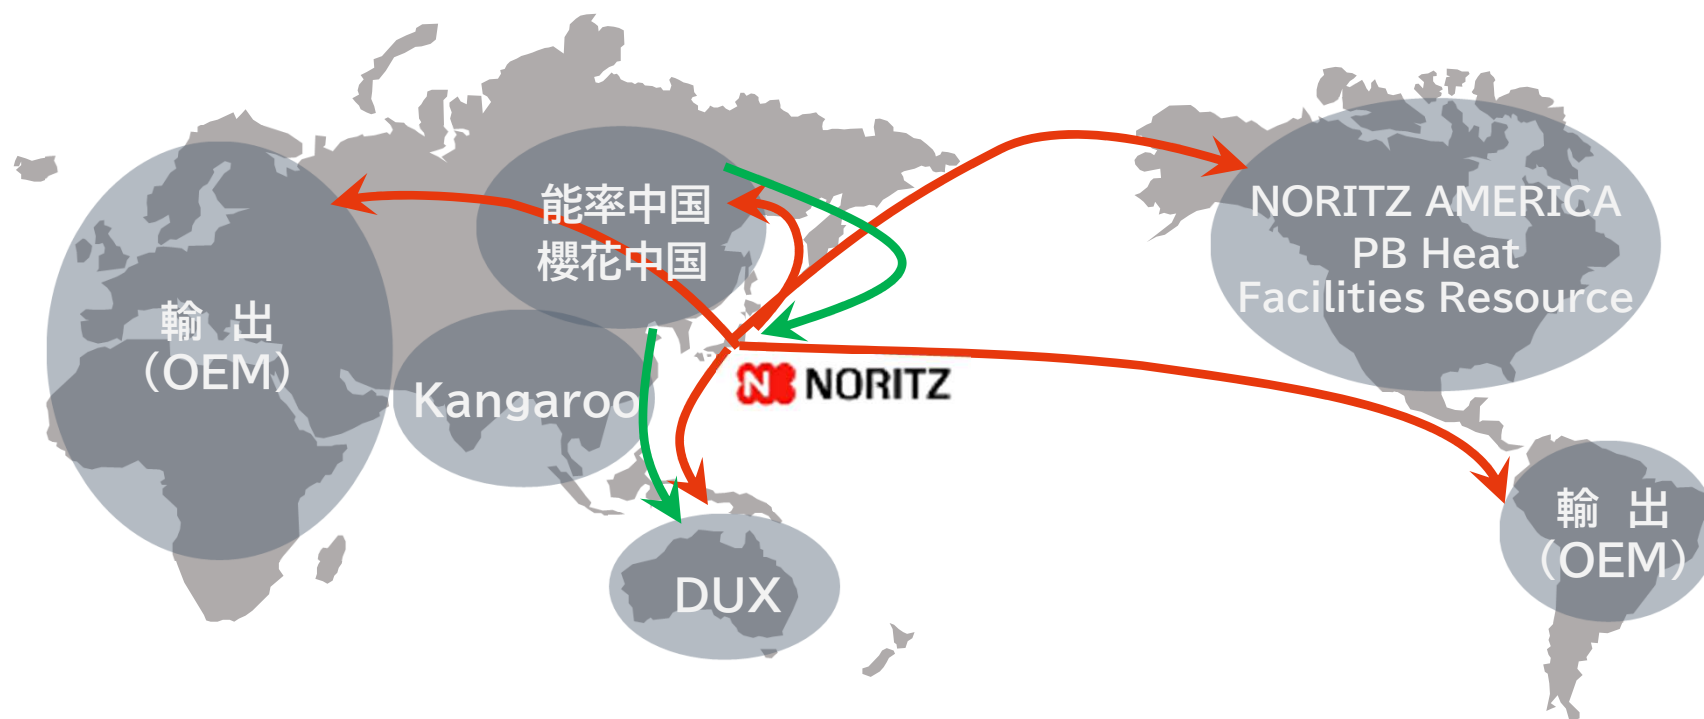 能率中国
櫻花中国
NORITZ AMERICA
PB Heat
Facilities Resource
輸 出
（OEM）
Kangaroo
N NORITZ
輸 出
（OEM）
DUX